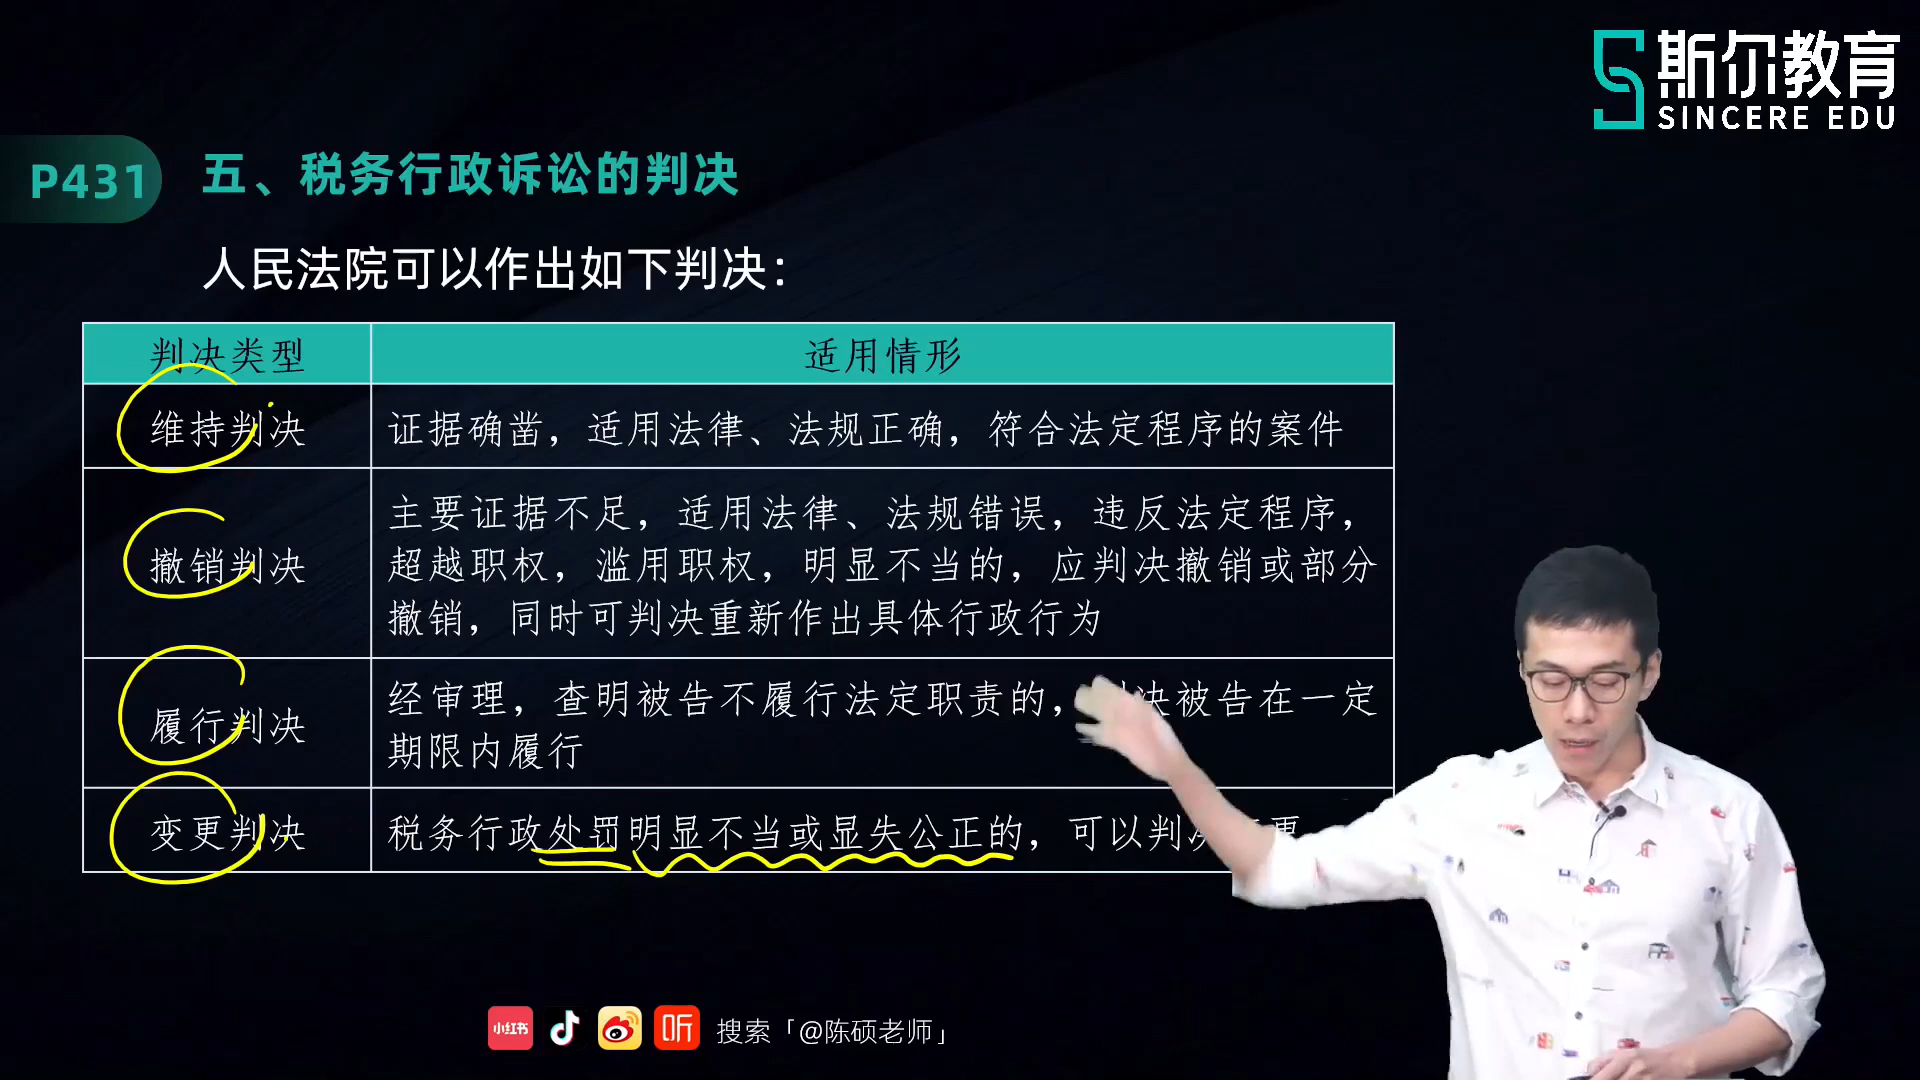 斯尔教育
SINCERE EDU
P431
五、税务行政诉讼的判决
人民法院可以作出如下判决：
判决类型
适用情形
维持判决
证据确凿，适用法律、法规正确，符合法定程序的案件
撤销判决
主要证据不足，适用法律、法规错误，违反法定程序，
超越职权，滥用职权，明显不当的，应判决撤销或部分
撤销，同时可判决重新作出具体行政行为
履行判决
经审理，查明被告不履行法定职责的，决被告在一定
期限内履行
变更判决
税务行政处罚明显不当或显失公正的，可以判
小红书
听
搜索「@陈硕老师」